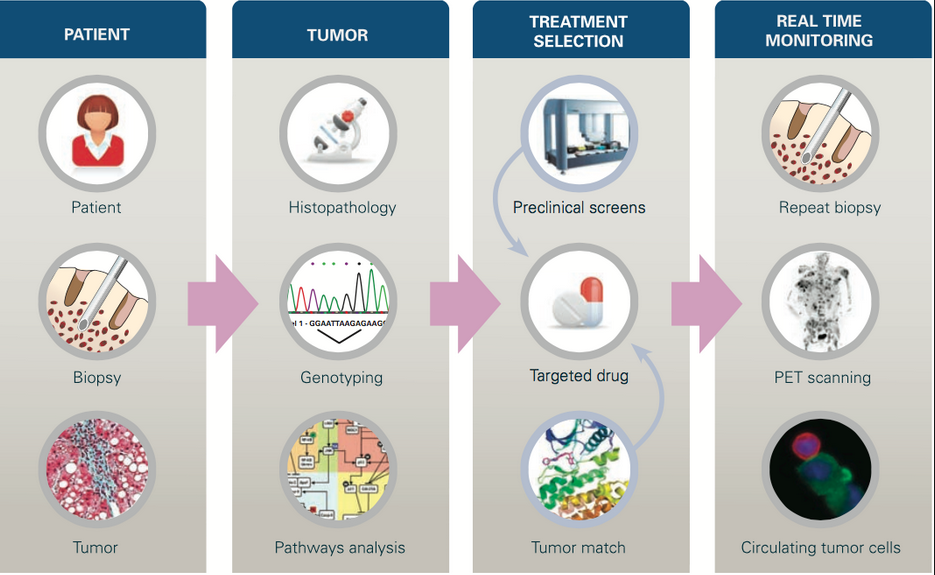 PATIENT
Patient
Biopsy
Tumor
TUMOR
Histopathology
GGAATTAAGAGAAG
Genotyping
Pathways analysis
TREATMENT
SELECTION
Preclinical screens
Targeted drug
Tumor match
REAL TIME
MONITORING
Repeat biopsy
PET scanning
Circulating tumor cells